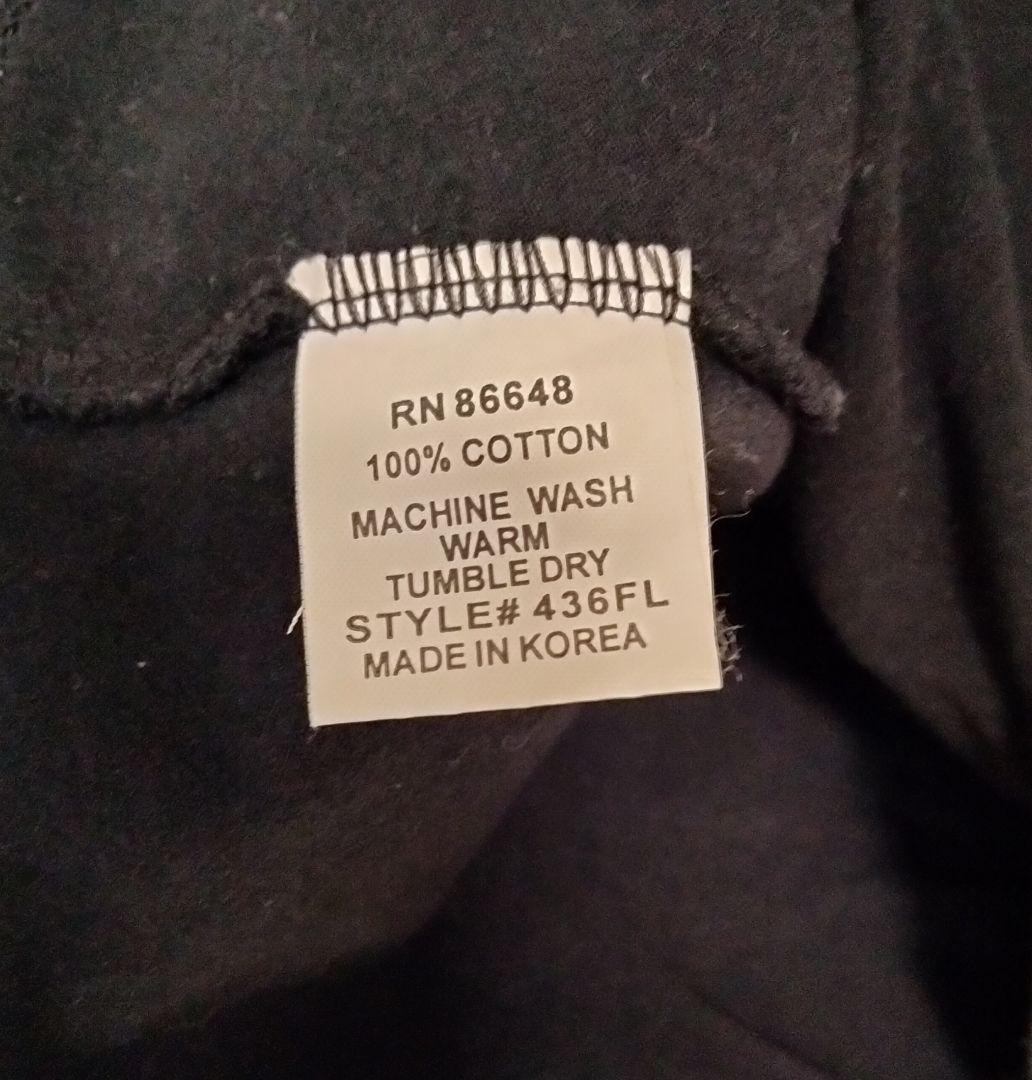 RN 86648
100% COTTON
MACHINE WASH
WARM
TUMBLE DRY
STYLE# 436FL
MADE IN KOREA